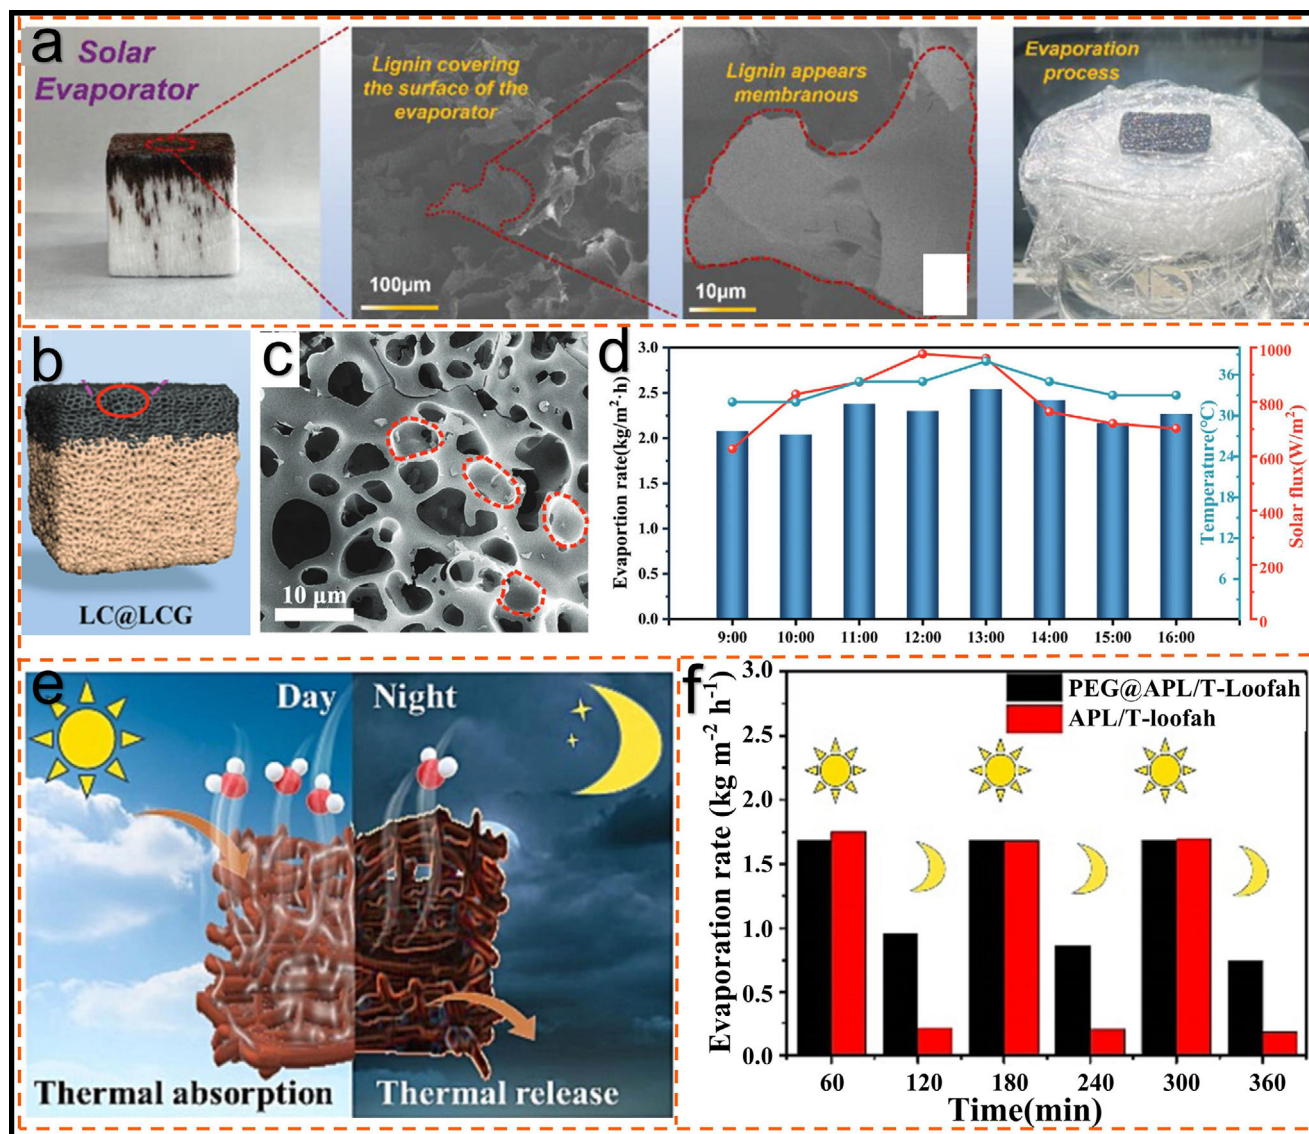 a
Solar
Evaporator
Lignin covering
the surface of the
evaporator
100μm
Lignin appears
membranous
10μm
Evaporation
process
b
LC@LCG
c
10 μm
d
Evaportion rate(kg/m²·h)
3.0
2.5
2.0
1.5
1.0
0.5
0.0
9:00 10:00 11:00 12:00 13:00 14:00 15:00 16:00
Temperature(°C)
36
30
24
18
12
6
Solar flux(W/m²)
1000
800
600
400
200
0
e
Day Night
Thermal absorption Thermal release
f
PEG@APL/T-Loofah
APL/T-loofah
Evaporation rate (kg m⁻² h⁻¹)
3.0
2.5
2.0
1.5
1.0
0.5
0.0
60 120 180 240 300 360
Time(min)